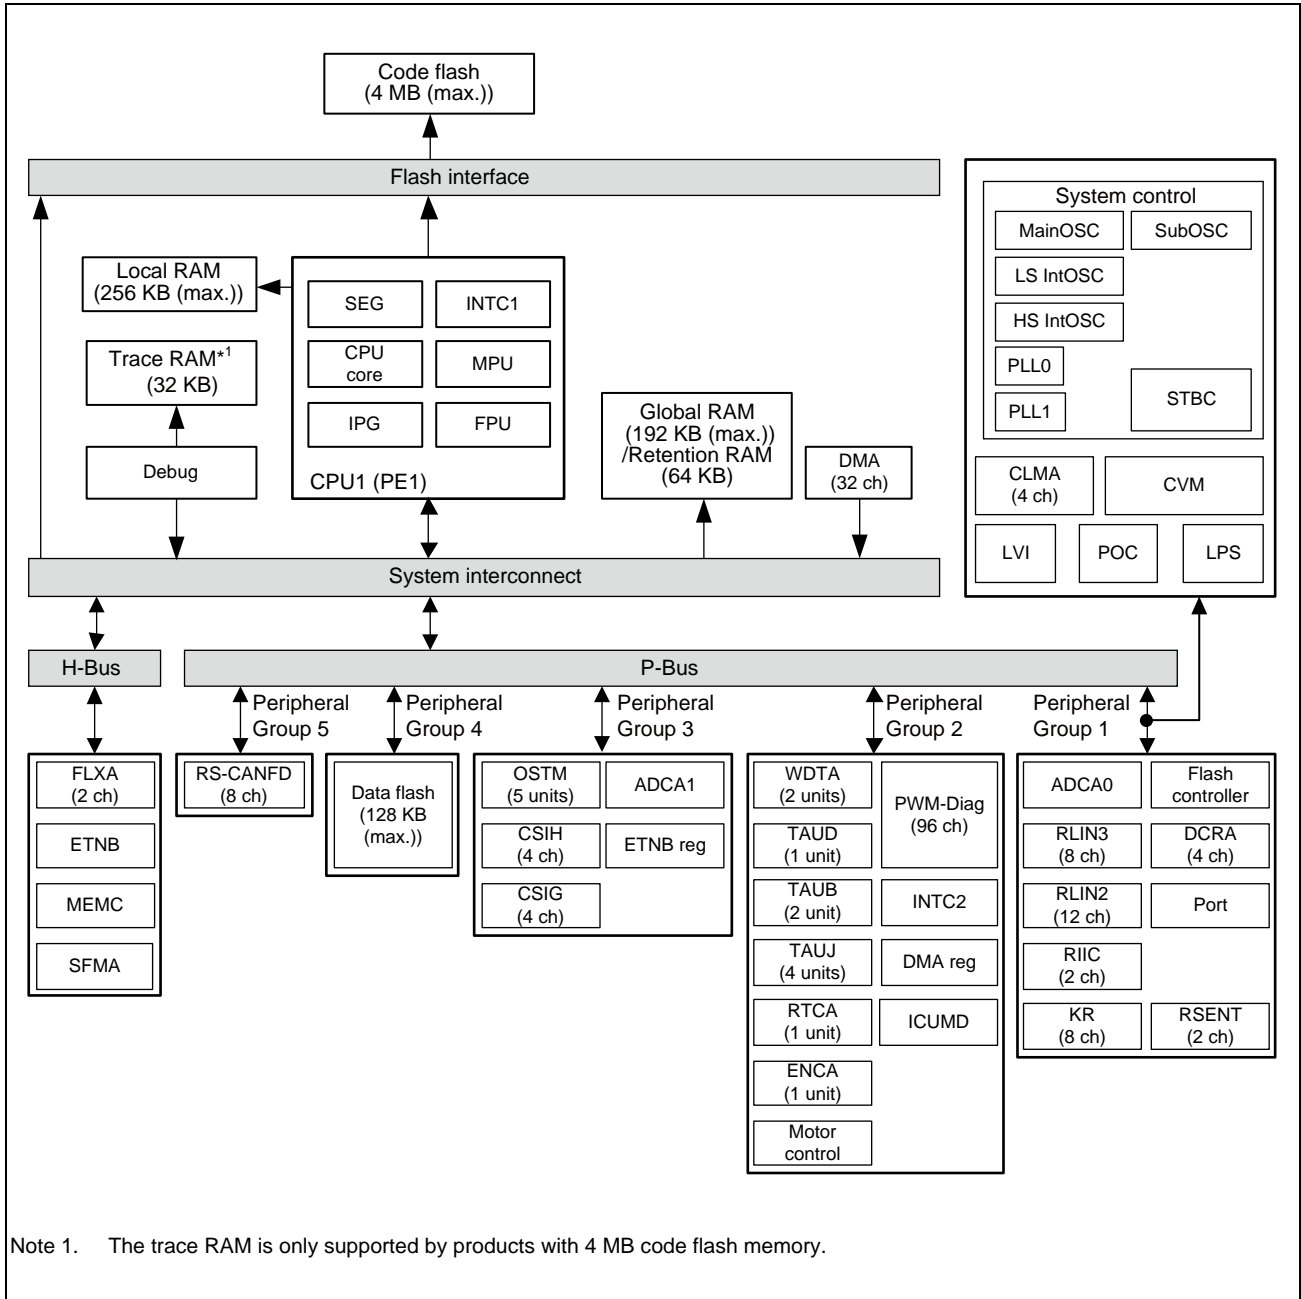 Code flash
(4 MB (max.))
Flash interface
Local RAM
(256 KB (max.))
Trace RAM*1
(32 KB)
Debug
SEG
INTC1
CPU
core
MPU
IPG
FPU
CPU1 (PE1)
Global RAM
(192 KB (max.))
/Retention RAM
(64 KB)
DMA
(32 ch)
System interconnect
System control
MainOSC
SubOSC
LS IntOSC
HS IntOSC
PLL0
PLL1
STBC
CLMA
(4 ch)
CVM
LVI
POC
LPS
H-Bus
P-Bus
Peripheral
Group 5
Peripheral
Group 4
Peripheral
Group 3
Peripheral
Group 2
Peripheral
Group 1
FLXA
(2 ch)
ETNB
MEMC
SFMA
RS-CANFD
(8 ch)
Data flash
(128 KB
(max.))
OSTM
(5 units)
ADCA1
CSIH
(4 ch)
ETNB reg
CSIG
(4 ch)
WDTA
(2 units)
PWM-Diag
(96 ch)
TAUD
(1 unit)
TAUB
(2 unit)
INTC2
TAUJ
(4 units)
DMA reg
RTCA
(1 unit)
ICUMD
ENCA
(1 unit)
Motor
control
ADCA0
Flash
controller
RLIN3
(8 ch)
DCRA
(4 ch)
RLIN2
(12 ch)
Port
RIIC
(2 ch)
KR
(8 ch)
RSENT
(2 ch)
Note 1. The trace RAM is only supported by products with 4 MB code flash memory.